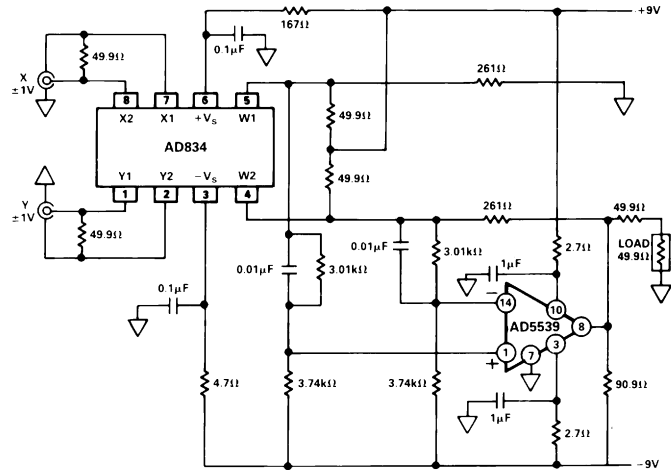 +9V
167Ω
0.1µF
49.9Ω
X
±1V
261Ω
8 7 6 5
X2 X1 +VS W1
AD834
Y1 Y2 −VS W2
1 2 3 4
49.9Ω
49.9Ω
Y
±1V
49.9Ω
261Ω
49.9Ω
LOAD
49.9Ω
0.01µF
3.01kΩ
0.01µF
3.01kΩ
2.7Ω
1µF
0.1µF
−
14
10
AD5539
8
1
+
7
3
4.7Ω
3.74kΩ
3.74kΩ
1µF
2.7Ω
90.9Ω
−9V